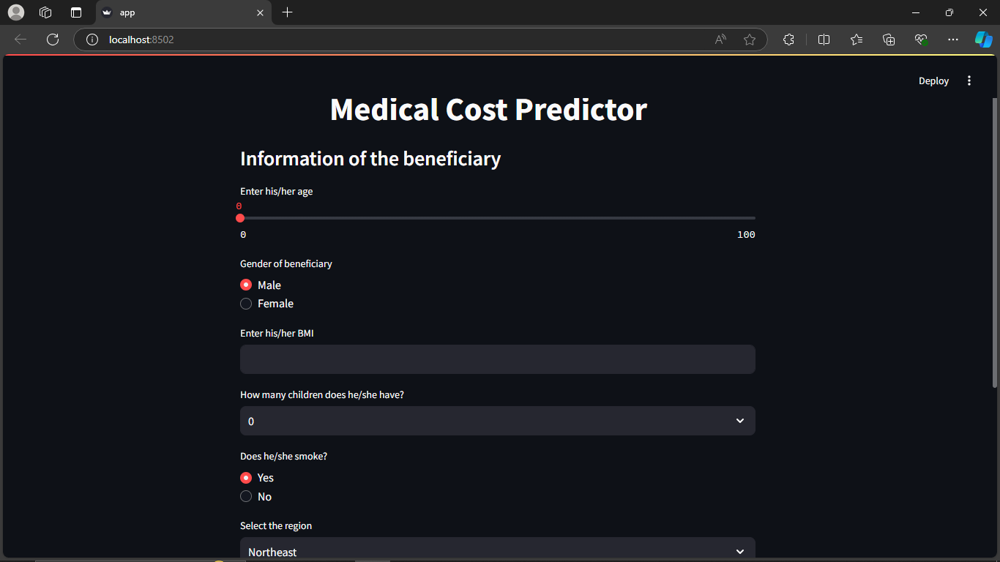 app
localhost:8502
Deploy
Medical Cost Predictor
Information of the beneficiary
Enter his/her age
0
0 100
Gender of beneficiary
Male
Female
Enter his/her BMI
How many children does he/she have?
0
Does he/she smoke?
Yes
No
Select the region
Northeast